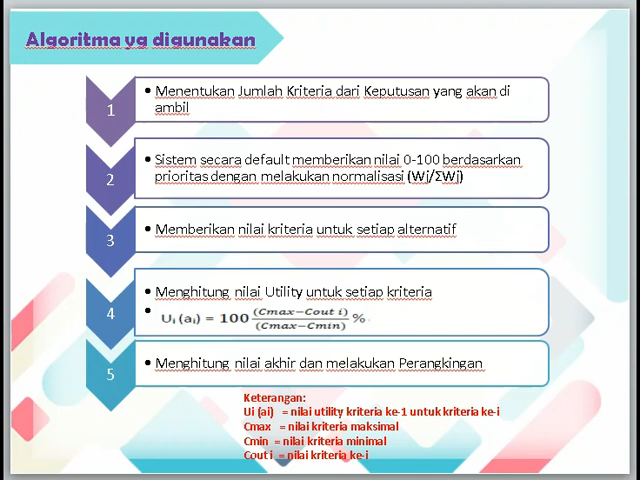 Algoritma yg digunakan
1
• Menentukan Jumlah Kriteria dari Keputusan yang akan di
ambil
2
• Sistem secara default memberikan nilai 0-100 berdasarkan
prioritas dengan melakukan normalisasi (Wj/ΣWj)
3
• Memberikan nilai kriteria untuk setiap alternatif
4
• Menghitung nilai Utility untuk setiap kriteria
• Ui (ai) = 100 (Cmax−Cout i)/(Cmax−Cmin) %
5
• Menghitung nilai akhir dan melakukan Perangkingan
Keterangan:
Ui (ai) = nilai utility kriteria ke-1 untuk kriteria ke-i
Cmax = nilai kriteria maksimal
Cmin = nilai kriteria minimal
Cout i = nilai kriteria ke-i